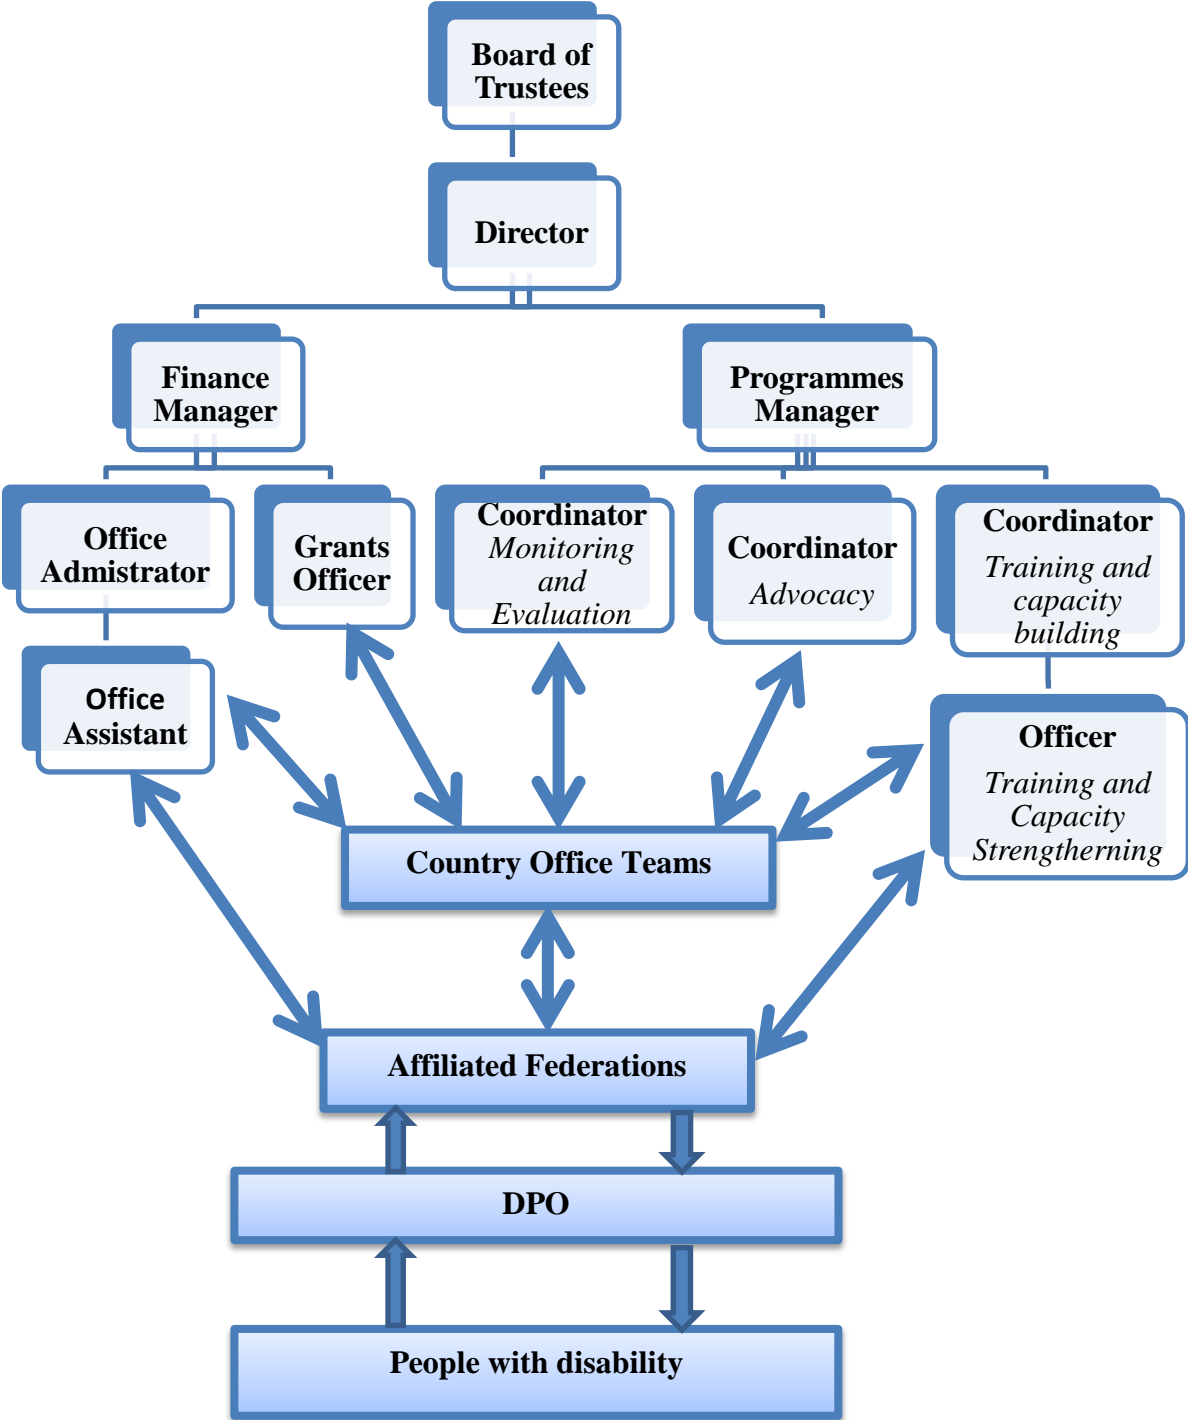 Board of
Trustees
Director
Finance
Manager
Programmes
Manager
Office
Admistrator
Grants
Officer
Coordinator
Monitoring
and
Evaluation
Coordinator
Advocacy
Coordinator
Training and
capacity
building
Office
Assistant
Officer
Training and
Capacity
Strengtherning
Country Office Teams
Affiliated Federations
DPO
People with disability